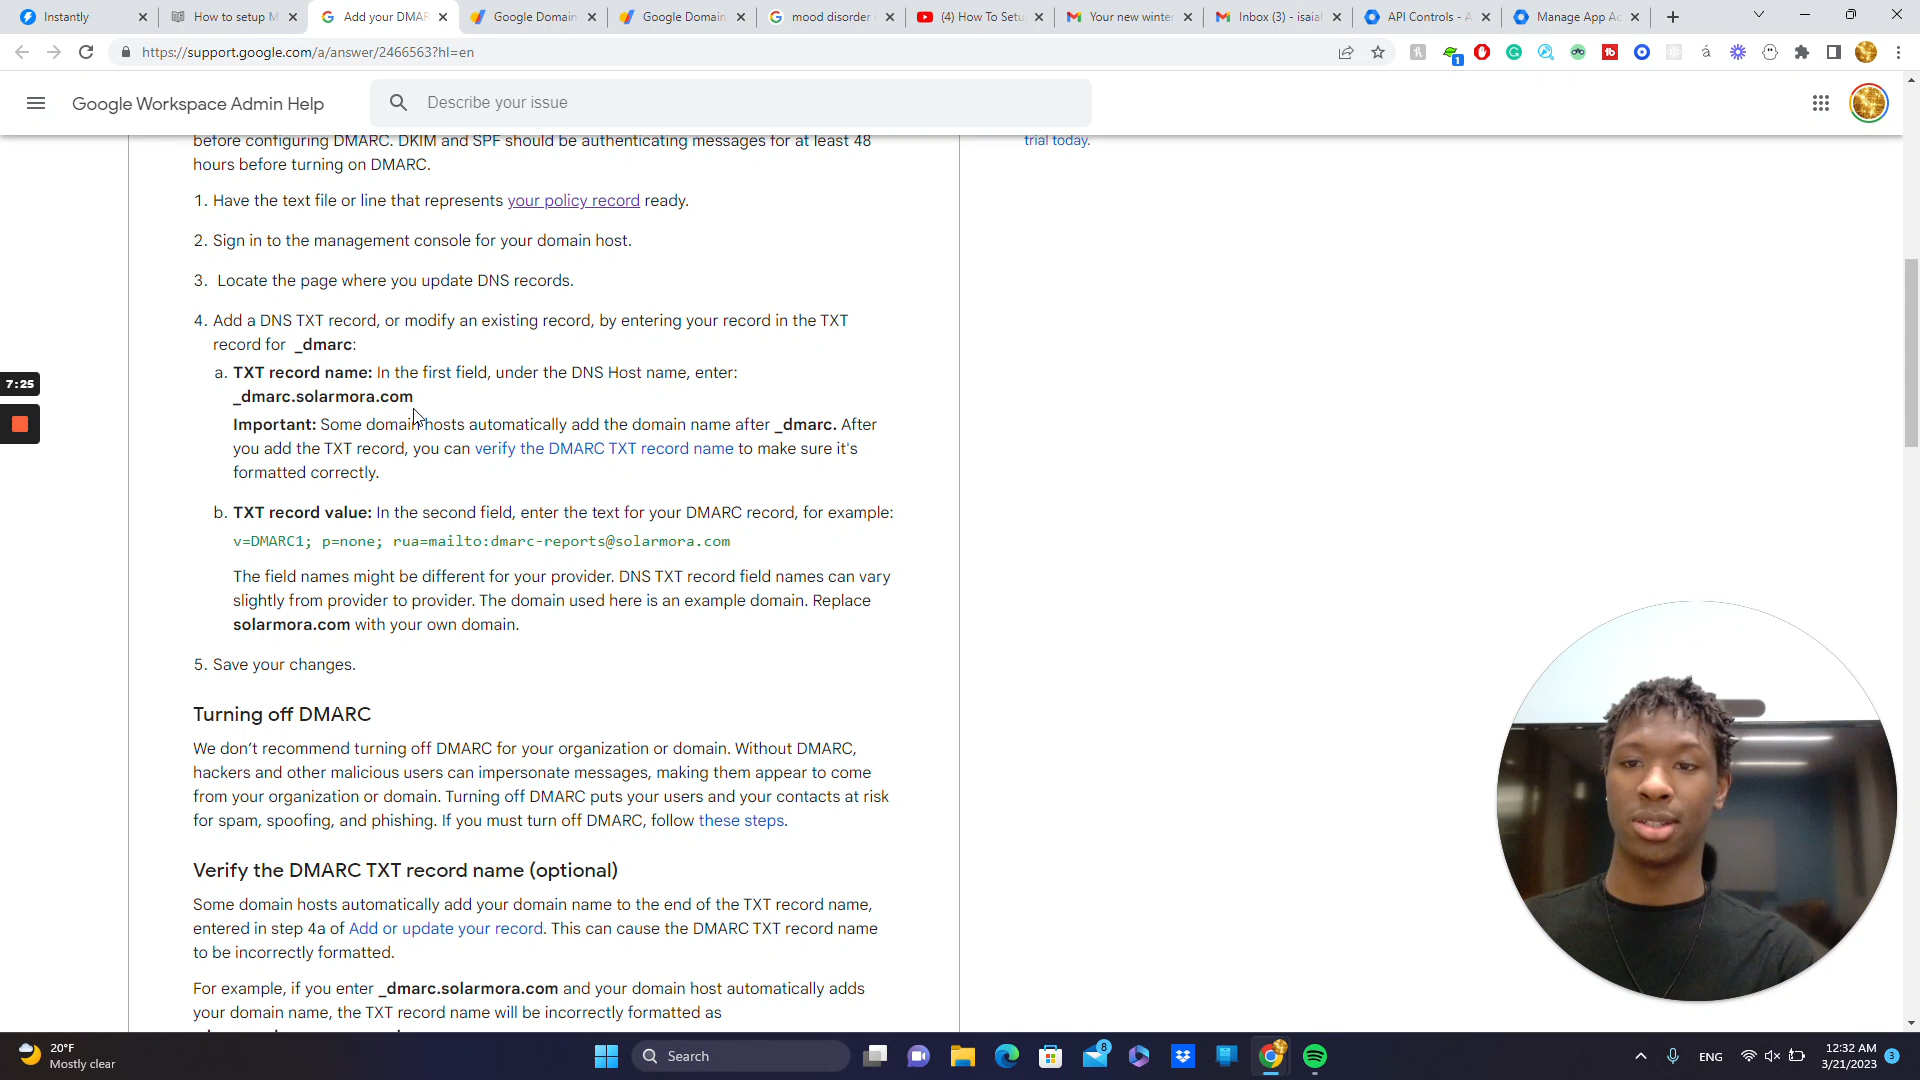 Instantly
How to setup M
Add your DMAR
Google Domain
Google Domain
mood disorder
(4) How To Setu
Your new winte
Inbox (3) - isaial
API Controls - A
Manage App Ac
https://support.google.com/a/answer/2466563?hl=en
1
Google Workspace Admin Help
Describe your issue
before configuring DMARC. DKIM and SPF should be authenticating messages for at least 48
hours before turning on DMARC.
trial today.
1. Have the text file or line that represents your policy record ready.
2. Sign in to the management console for your domain host.
3. Locate the page where you update DNS records.
4. Add a DNS TXT record, or modify an existing record, by entering your record in the TXT
record for _dmarc:
a. TXT record name: In the first field, under the DNS Host name, enter:
_dmarc.solarmora.com
Important: Some domain hosts automatically add the domain name after _dmarc. After
you add the TXT record, you can verify the DMARC TXT record name to make sure it's
formatted correctly.
b. TXT record value: In the second field, enter the text for your DMARC record, for example:
v=DMARC1; p=none; rua=mailto:dmarc-reports@solarmora.com
The field names might be different for your provider. DNS TXT record field names can vary
slightly from provider to provider. The domain used here is an example domain. Replace
solarmora.com with your own domain.
5. Save your changes.
Turning off DMARC
We don't recommend turning off DMARC for your organization or domain. Without DMARC,
hackers and other malicious users can impersonate messages, making them appear to come
from your organization or domain. Turning off DMARC puts your users and your contacts at risk
for spam, spoofing, and phishing. If you must turn off DMARC, follow these steps.
Verify the DMARC TXT record name (optional)
Some domain hosts automatically add your domain name to the end of the TXT record name,
entered in step 4a of Add or update your record. This can cause the DMARC TXT record name
to be incorrectly formatted.
For example, if you enter _dmarc.solarmora.com and your domain host automatically adds
your domain name, the TXT record name will be incorrectly formatted as
7:25
20°F
Mostly clear
Search
8
ENG
12:32 AM
3/21/2023
3